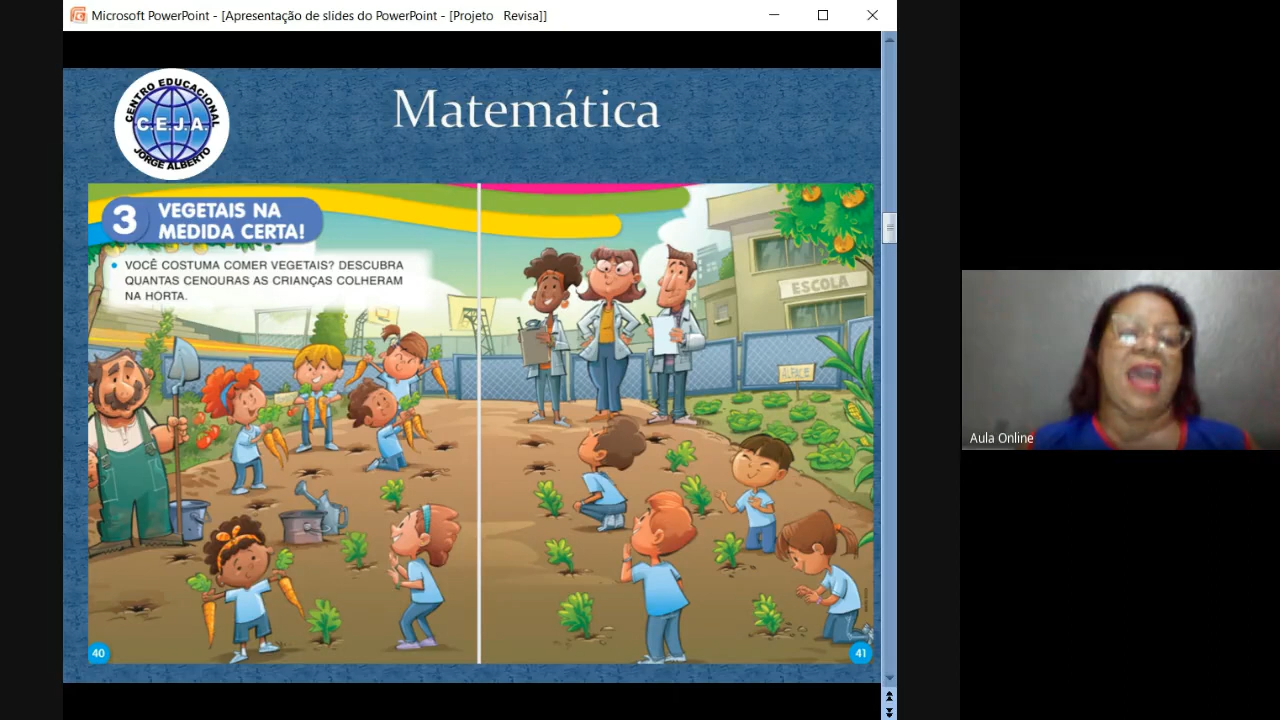 Microsoft PowerPoint - [Apresentação de slides do PowerPoint - [Projeto   Revisa]]
CENTRO EDUCACIONAL
C.E.J.A.
JORGE ALBERTO
Matemática
3 VEGETAIS NA
MEDIDA CERTA!
• VOCÊ COSTUMA COMER VEGETAIS? DESCUBRA
QUANTAS CENOURAS AS CRIANÇAS COLHERAM
NA HORTA.
ESCOLA
ALFACE
Aula Online
40
41